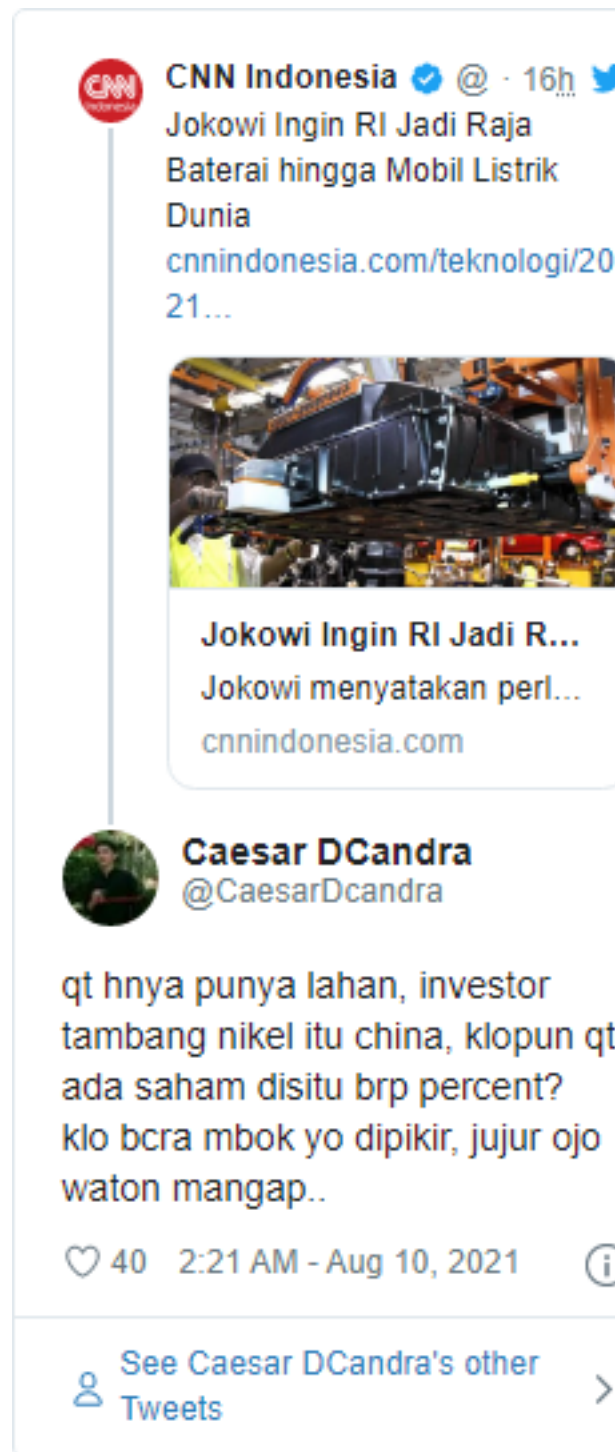 CNN Indonesia @ · 16h
Jokowi Ingin RI Jadi Raja
Baterai hingga Mobil Listrik
Dunia
cnnindonesia.com/teknologi/20
21...
CNN
Indonesia
Jokowi Ingin RI Jadi R...
Jokowi menyatakan perl...
cnnindonesia.com
Caesar DCandra
@CaesarDcandra
qt hnya punya lahan, investor
tambang nikel itu china, klopun qt
ada saham disitu brp percent?
klo bcra mbok yo dipikir, jujur ojo
waton mangap..
40 2:21 AM - Aug 10, 2021
See Caesar DCandra's other
Tweets